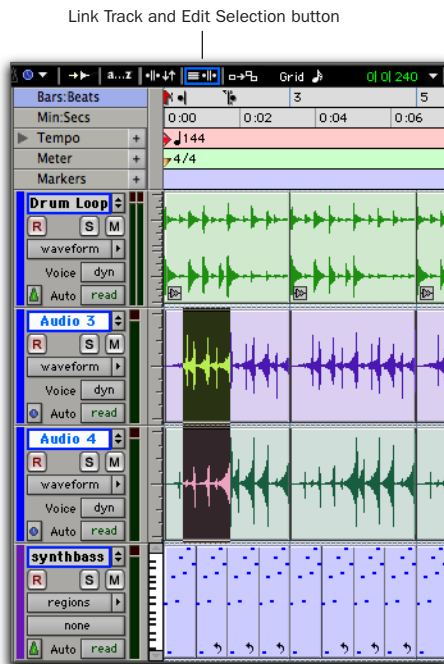 Link Track and Edit Selection button
a...z Grid 0| 0| 240
Bars:Beats 3 5
Min:Secs 0:00 0:02 0:04 0:06
Tempo + 144
Meter + 4/4
Markers +
Drum Loop
R S M
waveform
Voice dyn
Auto read
Audio 3
R S M
waveform
Voice dyn
Auto read
Audio 4
R S M
waveform
Voice dyn
Auto read
synthbass
R S M
regions
none
Auto read